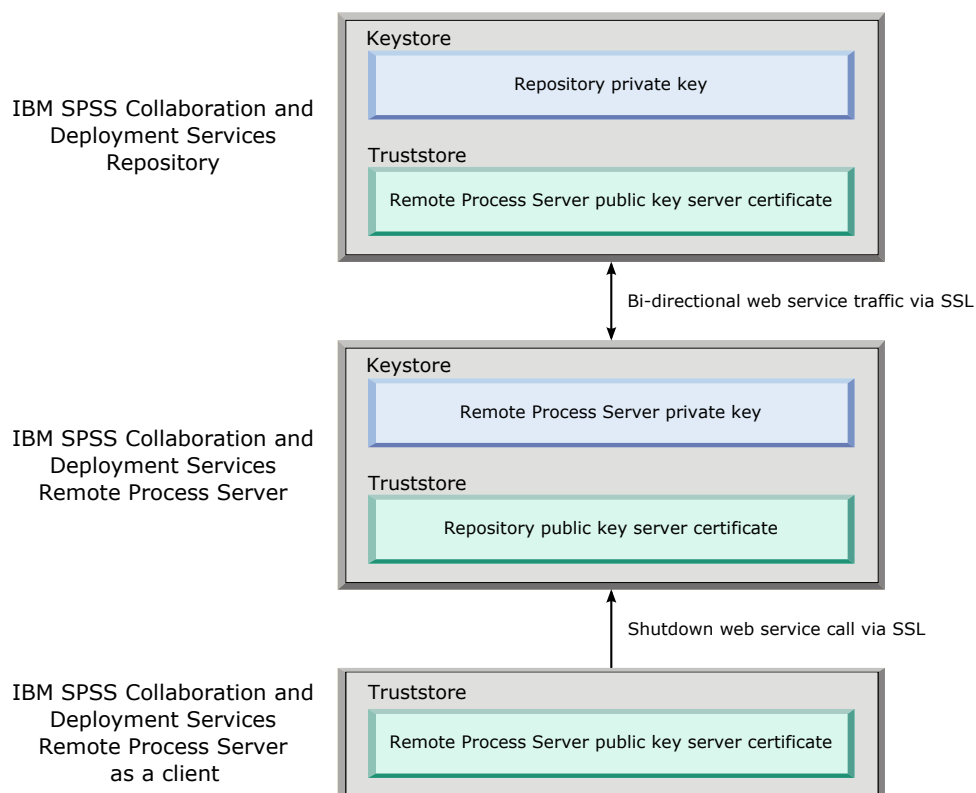 Keystore
Repository private key
IBM SPSS Collaboration and
Deployment Services
Repository
Truststore
Remote Process Server public key server certificate
Bi-directional web service traffic via SSL
Keystore
Remote Process Server private key
IBM SPSS Collaboration and
Deployment Services
Remote Process Server
Truststore
Repository public key server certificate
Shutdown web service call via SSL
IBM SPSS Collaboration and
Deployment Services
Remote Process Server
as a client
Truststore
Remote Process Server public key server certificate